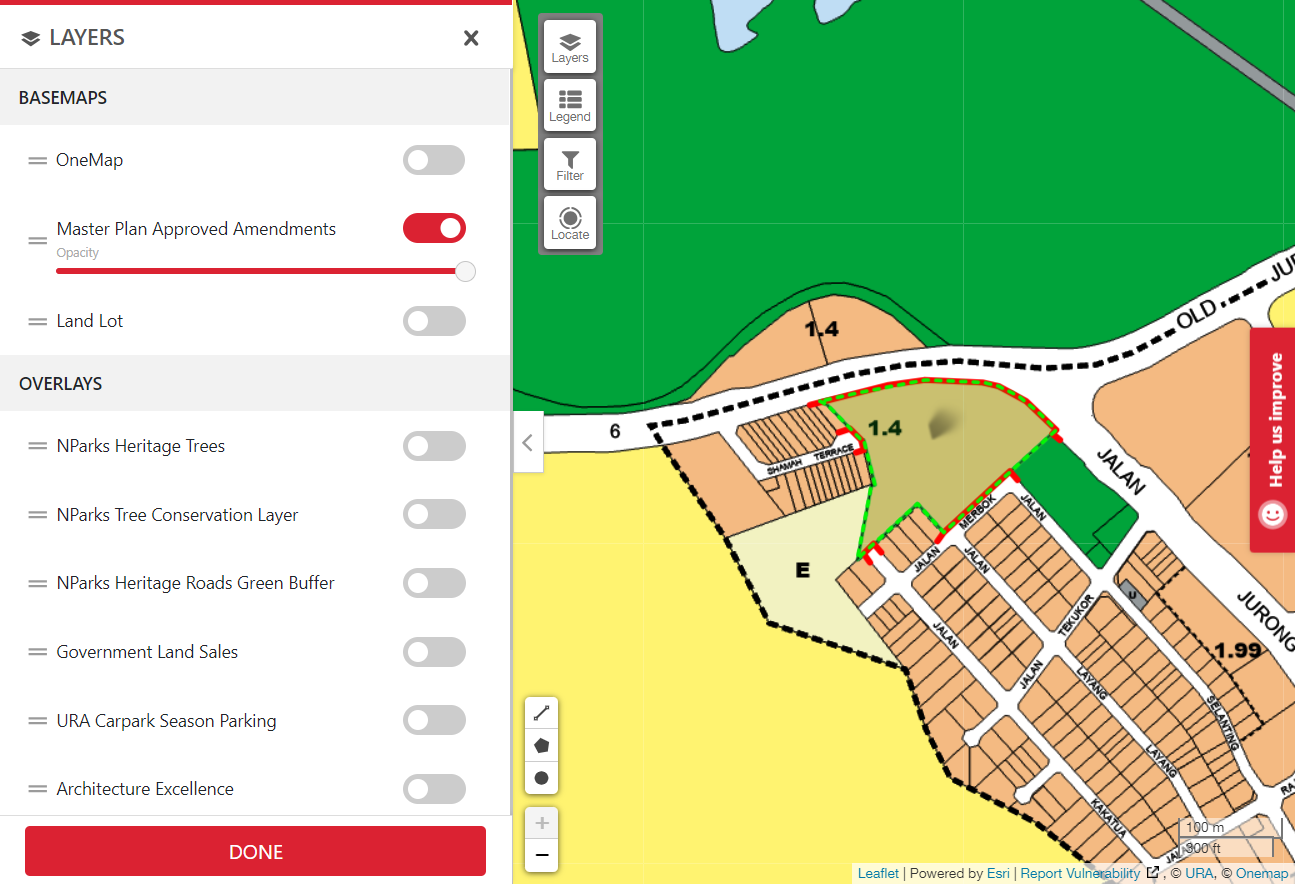 LAYERS
BASEMAPS
OneMap
Master Plan Approved Amendments
Opacity
Land Lot
OVERLAYS
NParks Heritage Trees
NParks Tree Conservation Layer
NParks Heritage Roads Green Buffer
Government Land Sales
URA Carpark Season Parking
Architecture Excellence
DONE
Layers
Legend
Filter
Locate
1.4
OLD
JUR
6
1.4
SHAMAH TERRACE
JALAN
E
MERBOK
JALAN
JALAN
JALAN
U
JURONG
TEKUKOR
JALAN
1.99
JALAN
LAYANG
SELANTING
LAYANG
KAKATUA
RAJ
JAL
Help us improve
100 m
300 ft
Leaflet | Powered by Esri | Report Vulnerability , © URA, © Onemap